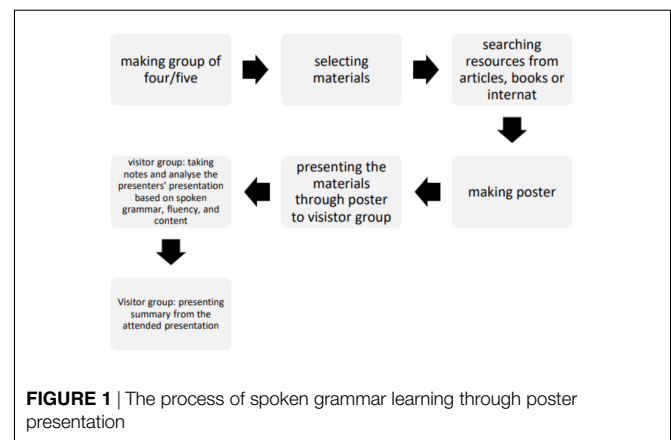 making group of
four/five
selecting
materials
searching
resources from
articles, books or
internat
making poster
presenting the
materials
through poster
to visistor group
visitor group: taking
notes and analyse the
presenters' presentation
based on spoken
grammar, fluency, and
content
Visitor group: presenting
summary from the
attended presentation
FIGURE 1 | The process of spoken grammar learning through poster
presentation